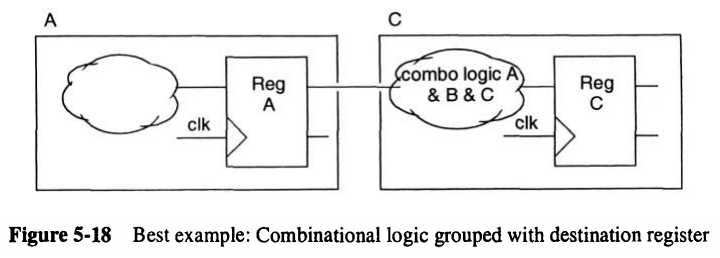 A
C
Reg
A
clk
combo logic A
& B & C
Reg
C
clk
Figure 5-18 Best example: Combinational logic grouped with destination register